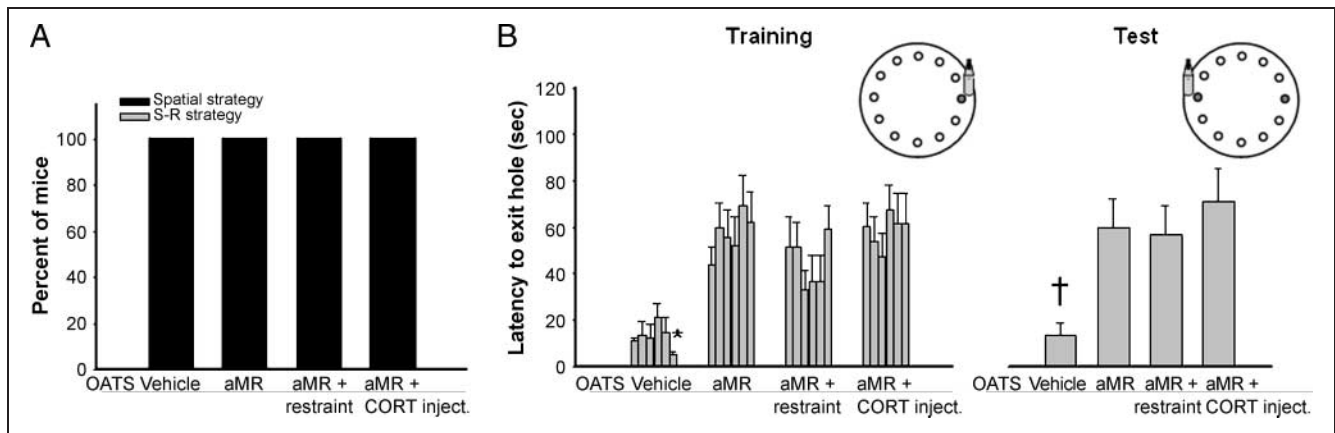 A
Spatial strategy
S-R strategy
Percent of mice
100
80
60
40
20
0
OATS Vehicle aMR aMR + aMR +
restraint CORT inject.
B
Training
Latency to exit hole (sec)
120
100
80
60
40
20
0
*
OATS Vehicle aMR aMR + aMR +
restraint CORT inject.
Test
†
OATS Vehicle aMR aMR + aMR +
restraint CORT inject.